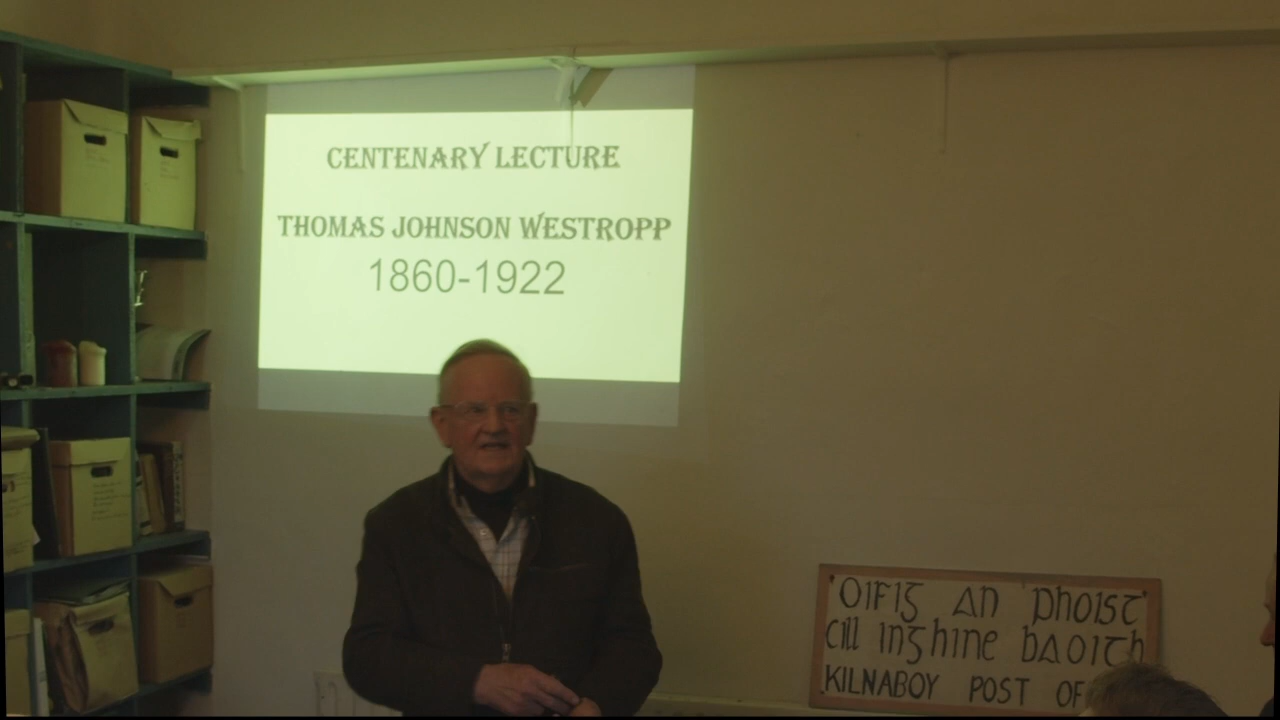 CENTENARY LECTURE
THOMAS JOHNSON WESTROPP
1860-1922
OIFIG AN PHOIST
CILL INGHINE BAOITH
KILNABOY POST OF